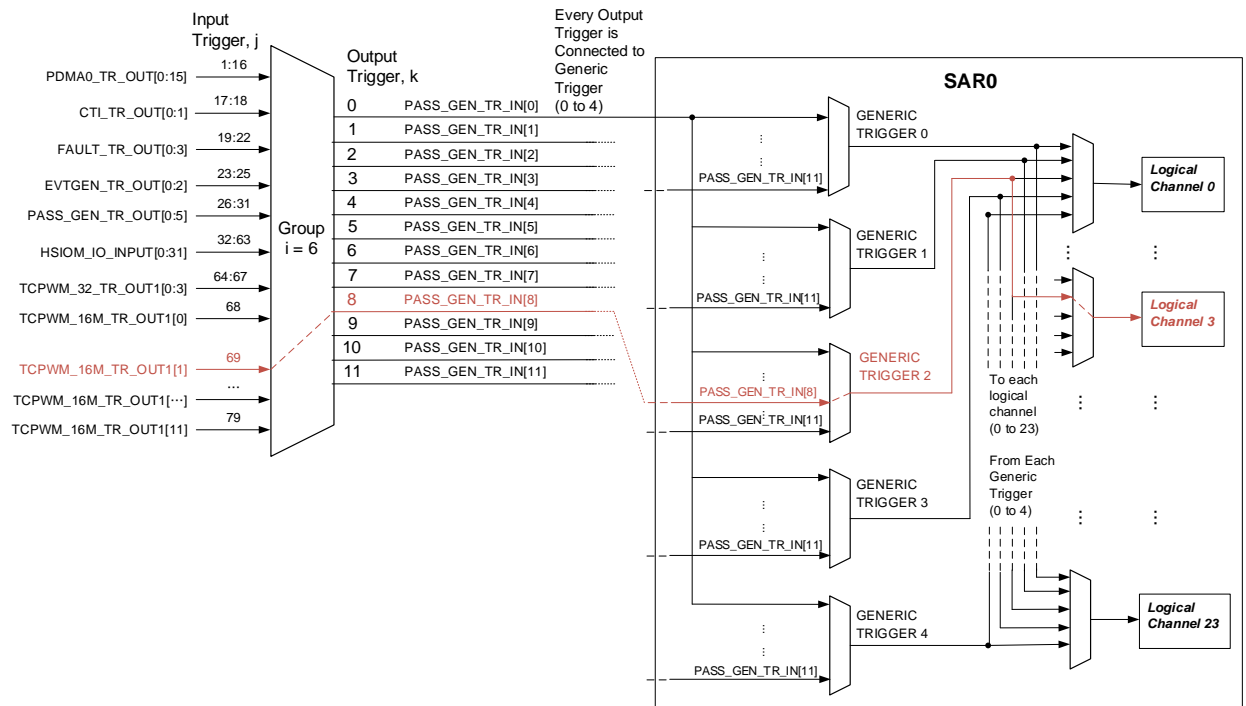 Input
Trigger, j
PDMA0_TR_OUT[0:15]
1:16
CTI_TR_OUT[0:1]
17:18
FAULT_TR_OUT[0:3]
19:22
EVTGEN_TR_OUT[0:2]
23:25
PASS_GEN_TR_OUT[0:5]
26:31
HSIOM_IO_INPUT[0:31]
32:63
TCPWM_32_TR_OUT1[0:3]
64:67
TCPWM_16M_TR_OUT1[0]
68
TCPWM_16M_TR_OUT1[1]
69
...
TCPWM_16M_TR_OUT1[···]
TCPWM_16M_TR_OUT1[11]
79
Group
i = 6
Output
Trigger, k
0 PASS_GEN_TR_IN[0]
1 PASS_GEN_TR_IN[1]
2 PASS_GEN_TR_IN[2]
3 PASS_GEN_TR_IN[3]
4 PASS_GEN_TR_IN[4]
5 PASS_GEN_TR_IN[5]
6 PASS_GEN_TR_IN[6]
7 PASS_GEN_TR_IN[7]
8 PASS_GEN_TR_IN[8]
9 PASS_GEN_TR_IN[9]
10 PASS_GEN_TR_IN[10]
11 PASS_GEN_TR_IN[11]
Every Output
Trigger is
Connected to
Generic
Trigger
(0 to 4)
SAR0
PASS_GEN_TR_IN[11]
GENERIC
TRIGGER 0
PASS_GEN_TR_IN[11]
GENERIC
TRIGGER 1
PASS_GEN_TR_IN[8]
PASS_GEN_TR_IN[11]
GENERIC
TRIGGER 2
PASS_GEN_TR_IN[11]
GENERIC
TRIGGER 3
PASS_GEN_TR_IN[11]
GENERIC
TRIGGER 4
To each
logical
channel
(0 to 23)
From Each
Generic
Trigger
(0 to 4)
Logical
Channel 0
Logical
Channel 3
Logical
Channel 23